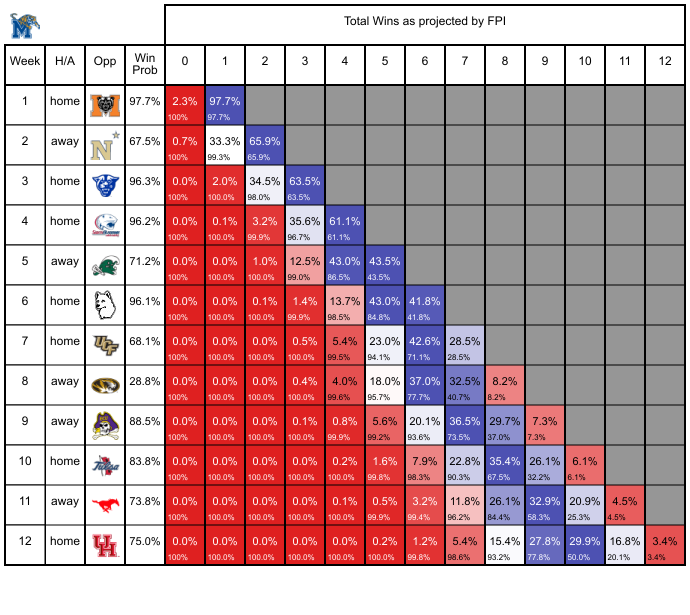 M
Total Wins as projected by FPI
Week H/A Opp Win Prob 0 1 2 3 4 5 6 7 8 9 10 11 12
1 home M 97.7% 2.3% 97.7%
100% 97.7%
2 away N 67.5% 0.7% 33.3% 65.9%
100% 99.3% 65.9%
3 home 96.3% 0.0% 2.0% 34.5% 63.5%
100% 100.0% 98.0% 63.5%
4 home 96.2% 0.0% 0.1% 3.2% 35.6% 61.1%
100% 100.0% 99.9% 96.7% 61.1%
5 away 71.2% 0.0% 0.0% 1.0% 12.5% 43.0% 43.5%
100% 100.0% 100.0% 99.0% 86.5% 43.5%
6 home 96.1% 0.0% 0.0% 0.1% 1.4% 13.7% 43.0% 41.8%
100% 100.0% 100.0% 99.9% 98.5% 84.8% 41.8%
7 home UCF 68.1% 0.0% 0.0% 0.0% 0.5% 5.4% 23.0% 42.6% 28.5%
100% 100.0% 100.0% 100.0% 99.5% 94.1% 71.1% 28.5%
8 away 28.8% 0.0% 0.0% 0.0% 0.4% 4.0% 18.0% 37.0% 32.5% 8.2%
100% 100.0% 100.0% 100.0% 99.6% 95.7% 77.7% 40.7% 8.2%
9 away 88.5% 0.0% 0.0% 0.0% 0.1% 0.8% 5.6% 20.1% 36.5% 29.7% 7.3%
100% 100.0% 100.0% 100.0% 99.9% 99.2% 93.6% 73.5% 37.0% 7.3%
10 home Tulsa 83.8% 0.0% 0.0% 0.0% 0.0% 0.2% 1.6% 7.9% 22.8% 35.4% 26.1% 6.1%
100% 100.0% 100.0% 100.0% 100.0% 99.8% 98.3% 90.3% 67.5% 32.2% 6.1%
11 away 73.8% 0.0% 0.0% 0.0% 0.0% 0.1% 0.5% 3.2% 11.8% 26.1% 32.9% 20.9% 4.5%
100% 100.0% 100.0% 100.0% 100.0% 99.9% 99.4% 96.2% 84.4% 58.3% 25.3% 4.5%
12 home UH 75.0% 0.0% 0.0% 0.0% 0.0% 0.0% 0.2% 1.2% 5.4% 15.4% 27.8% 29.9% 16.8% 3.4%
100% 100.0% 100.0% 100.0% 100.0% 100.0% 99.8% 98.6% 93.2% 77.8% 50.0% 20.1% 3.4%